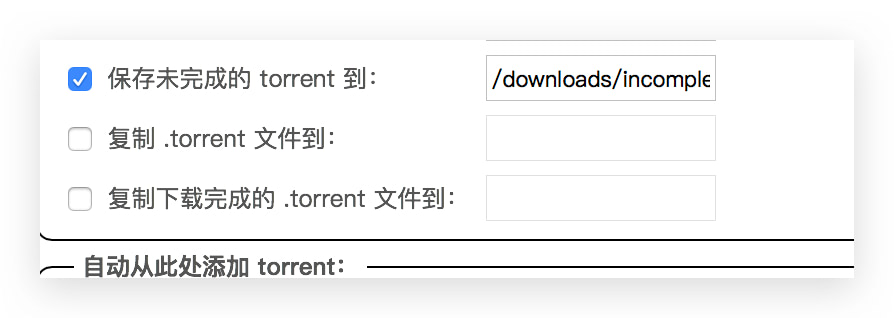 保存未完成的 torrent 到： /downloads/incomple
复制 .torrent 文件到：
复制下载完成的 .torrent 文件到：
自动从此处添加 torrent：